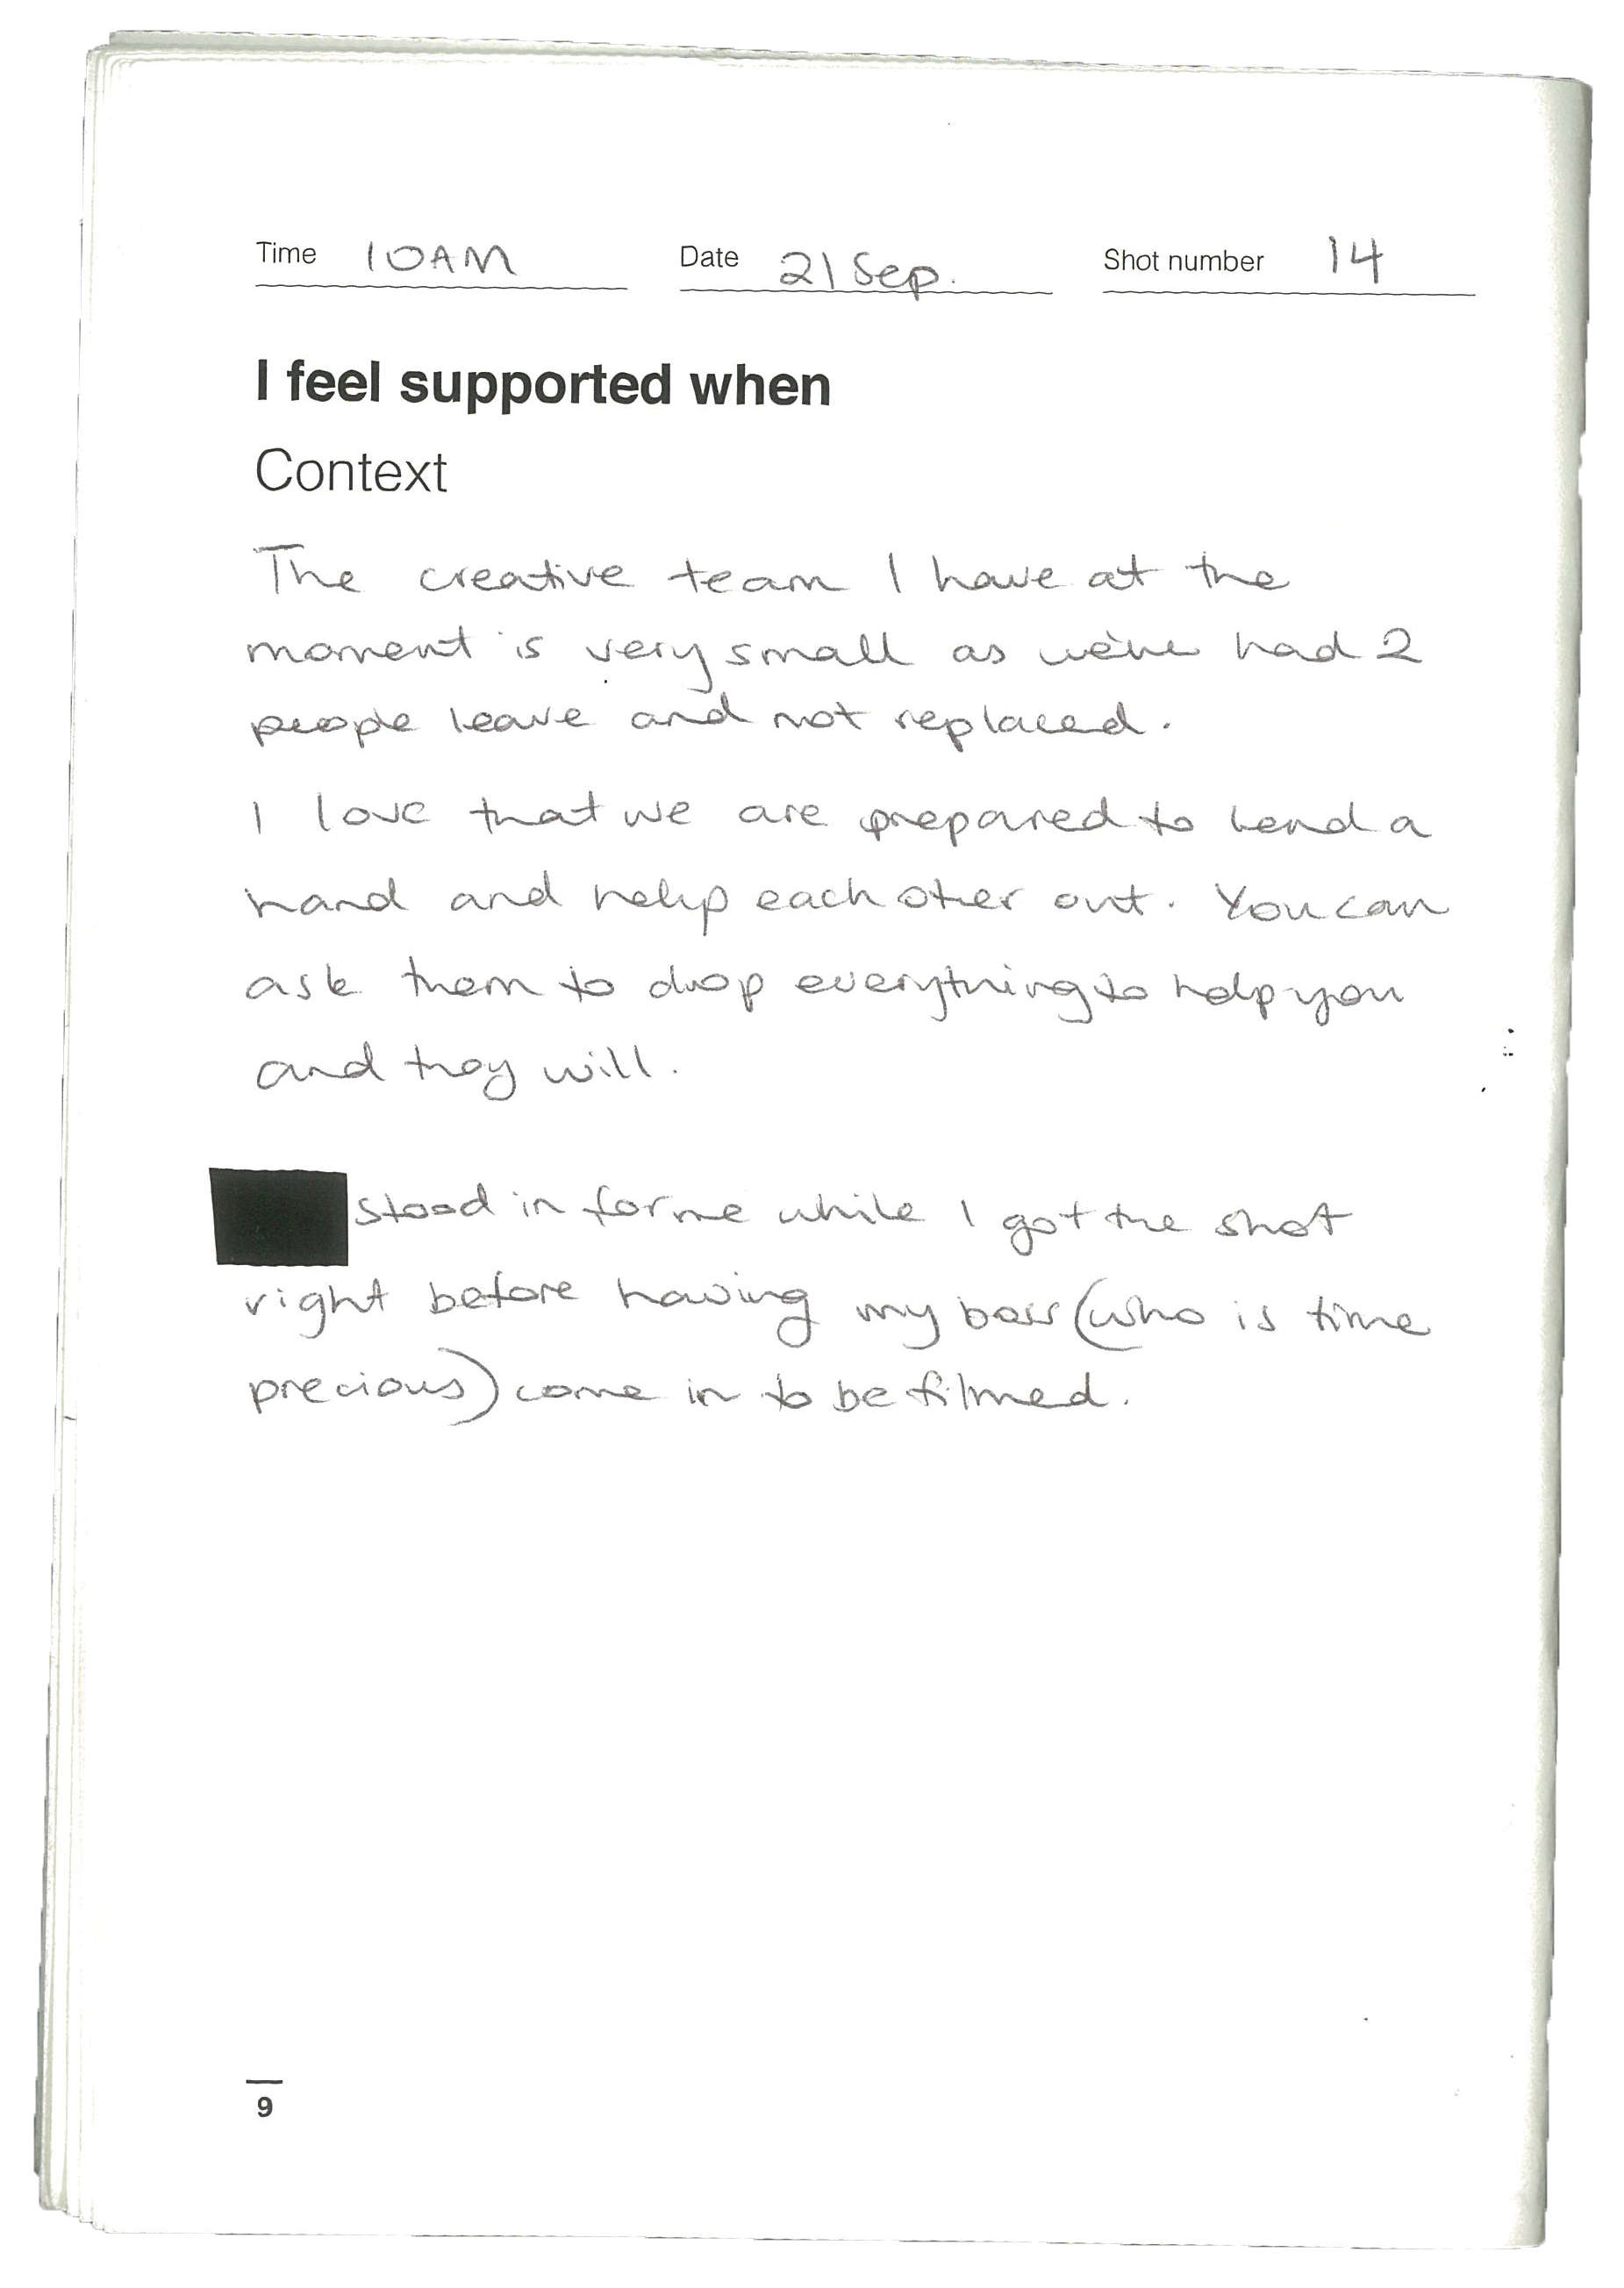 Time 10AM Date 21 Sep. Shot number 14
I feel supported when
Context
The creative team I have at the
moment is very small as we've had 2
people leave and not replaced.
I love that we are prepared to lend a
hand and help each other out. You can
ask them to drop everything to help you
and they will.
stood in for me while I got the shot
right before having my boss (who is time
precious) come in to be filmed.
9